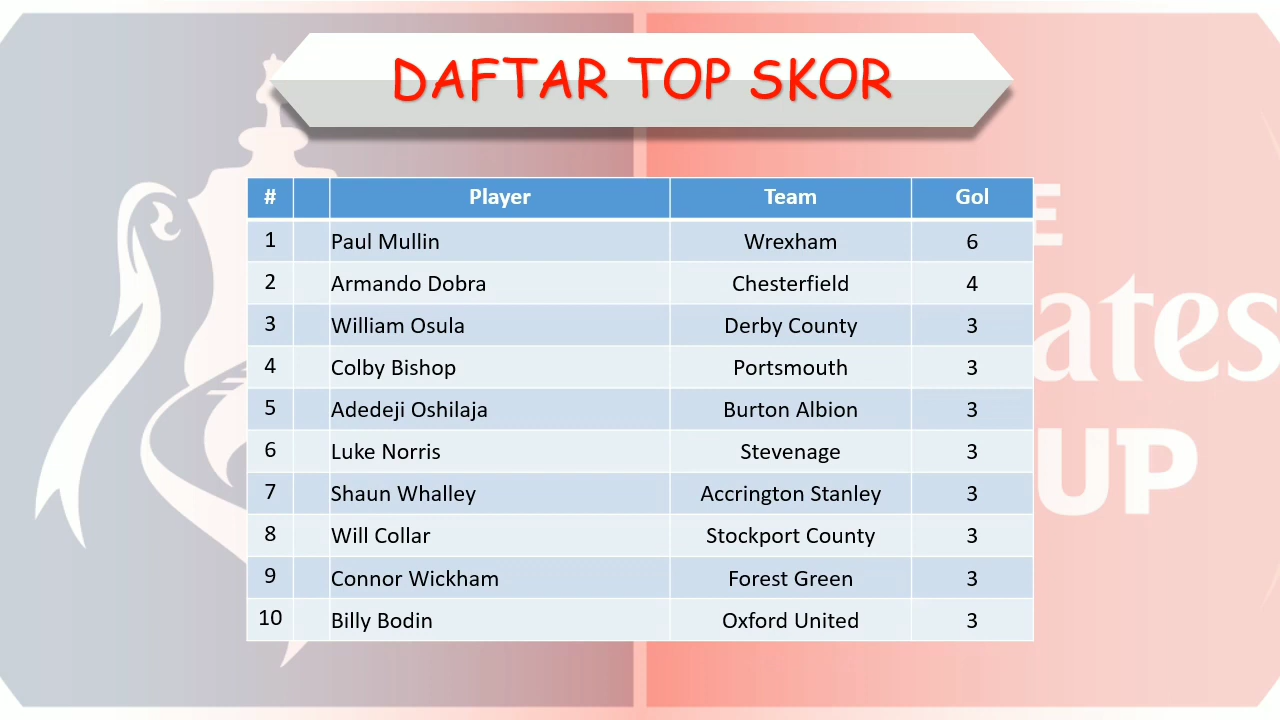 DAFTAR TOP SKOR
# Player Team Gol
1 Paul Mullin Wrexham 6
2 Armando Dobra Chesterfield 4
3 William Osula Derby County 3
4 Colby Bishop Portsmouth 3
5 Adedeji Oshilaja Burton Albion 3
6 Luke Norris Stevenage 3
7 Shaun Whalley Accrington Stanley 3
8 Will Collar Stockport County 3
9 Connor Wickham Forest Green 3
10 Billy Bodin Oxford United 3
E
ates
UP